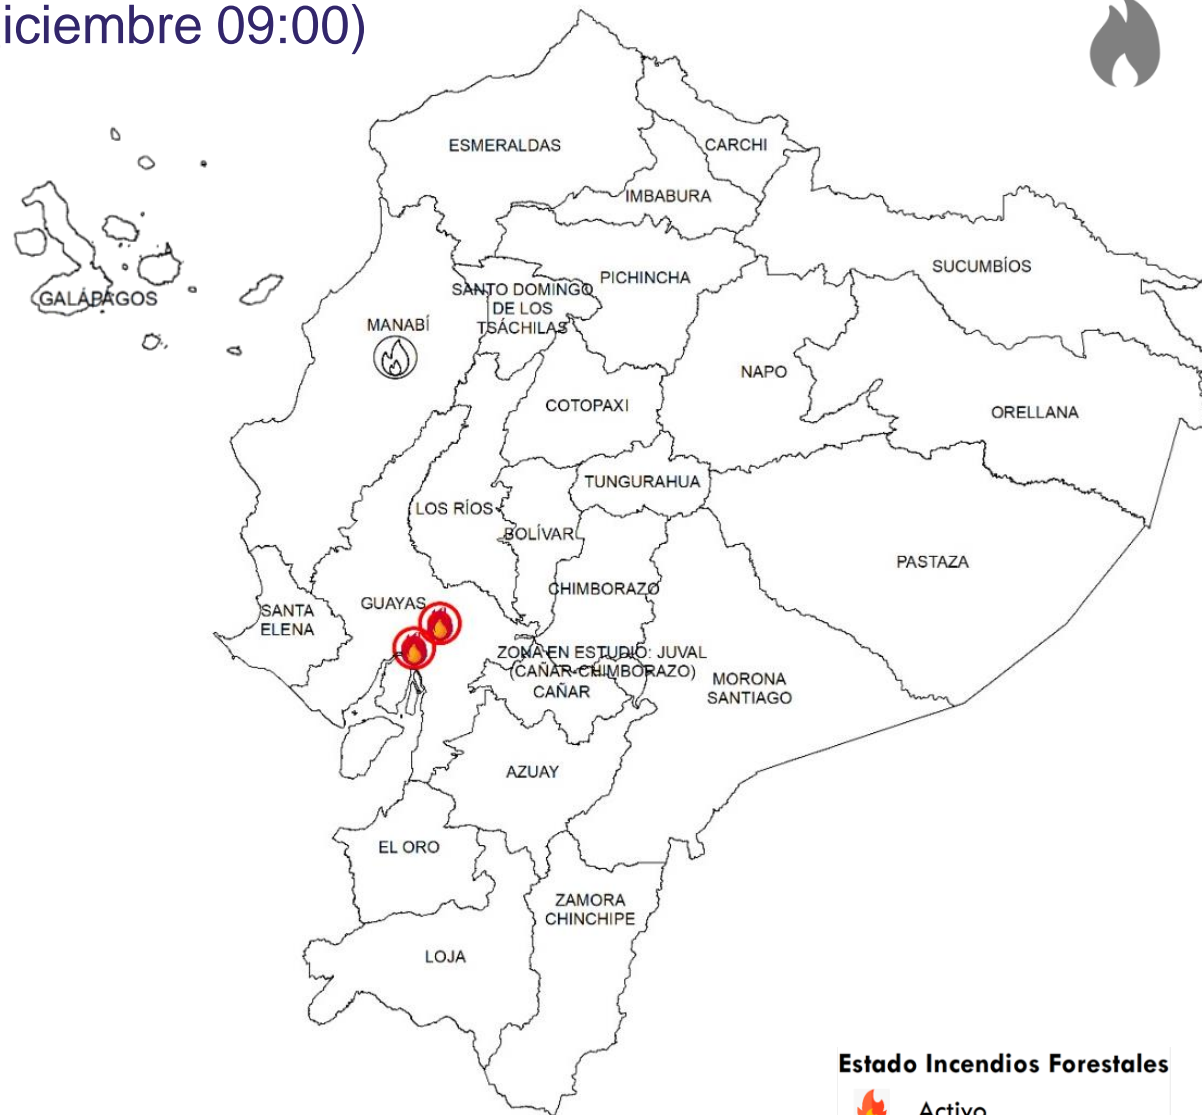 iciembre 09:00)
ESMERALDAS
CARCHI
IMBABURA
SUCUMBÍOS
PICHINCHA
SANTO DOMINGO
DE LOS
TSÁCHILAS
GALÁPAGOS
MANABÍ
NAPO
COTOPAXI
ORELLANA
TUNGURAHUA
LOS RÍOS
BOLÍVAR
PASTAZA
CHIMBORAZO
GUAYAS
SANTA
ELENA
ZONA EN ESTUDIO: JUVAL
(CAÑAR-CHIMBORAZO)
CAÑAR
MORONA
SANTIAGO
AZUAY
EL ORO
ZAMORA
CHINCHIPE
LOJA
Estado Incendios Forestales
Activo